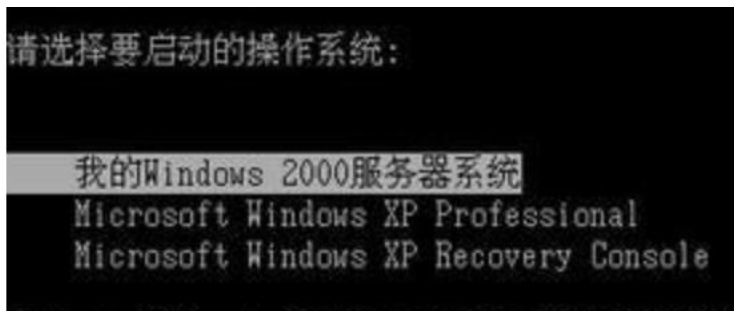 请选择要启动的操作系统:
我的Windows 2000服务器系统
Microsoft Windows XP Professional
Microsoft Windows XP Recovery Console